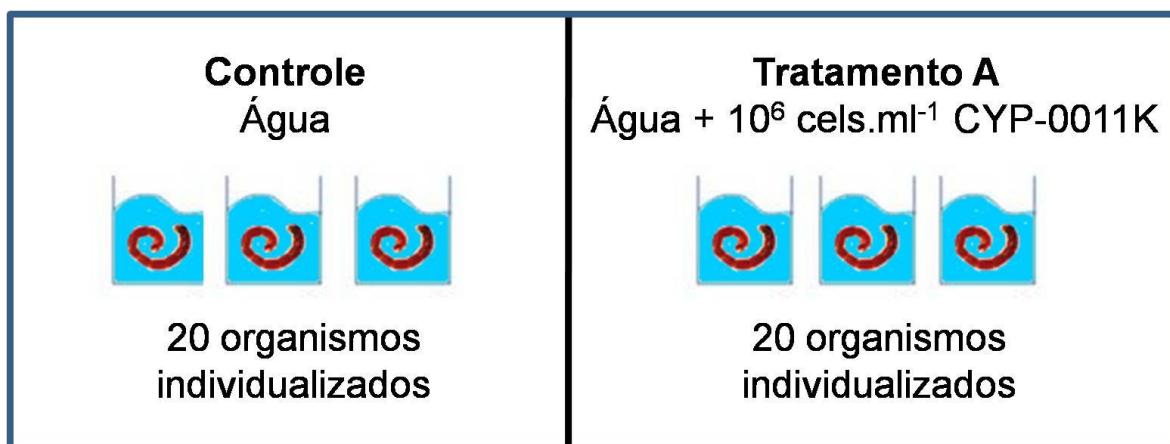 Controle
Água
20 organismos
individualizados
Tratamento A
Água + 10⁶ cels.ml⁻¹ CYP-0011K
20 organismos
individualizados